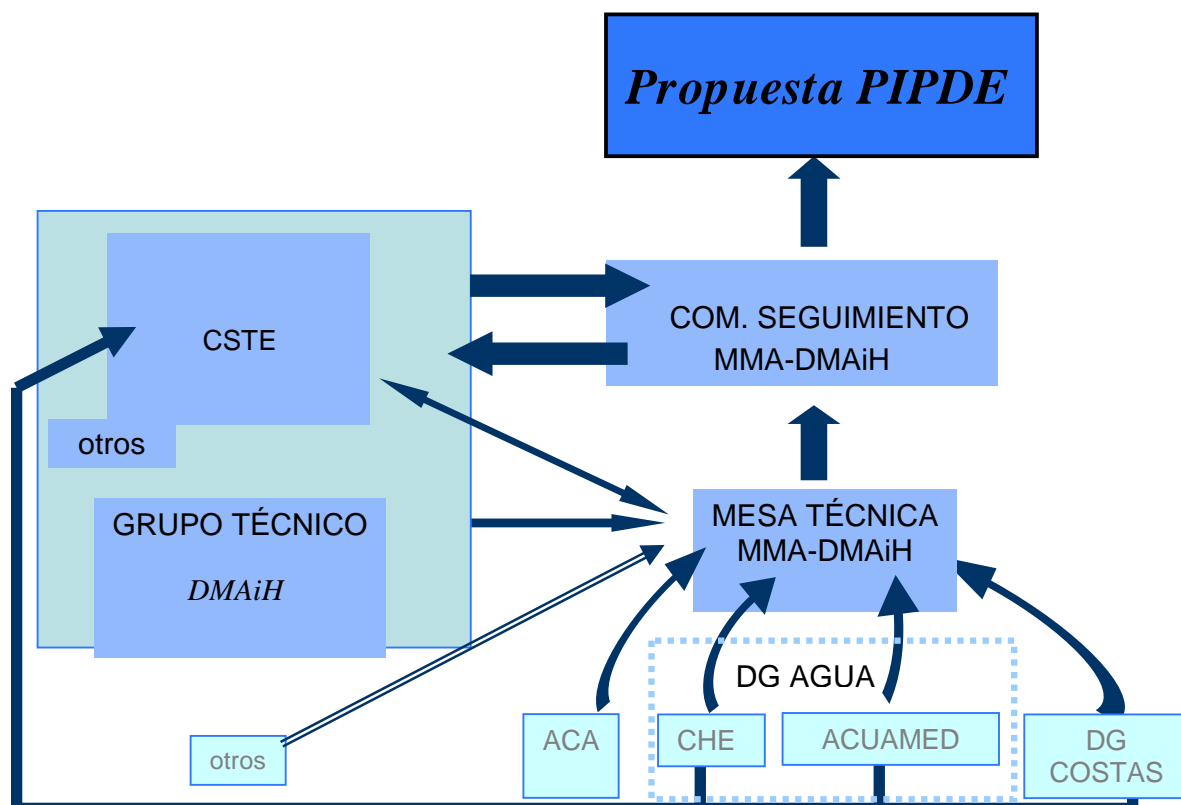 Propuesta PIPDE
CSTE
otros
GRUPO TÉCNICO
DMAiH
COM. SEGUIMIENTO
MMA-DMAiH
MESA TÉCNICA
MMA-DMAiH
DG AGUA
otros
ACA
CHE
ACUAMED
DG
COSTAS